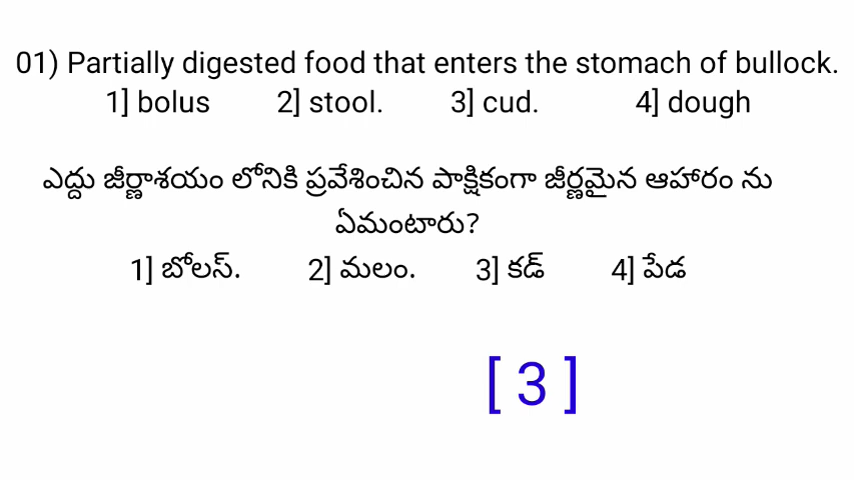 01) Partially digested food that enters the stomach of bullock.
1] bolus 2] stool. 3] cud. 4] dough
ఎద్దు జీర్ణాశయం లోనికి ప్రవేశించిన పాక్షికంగా జీర్ణమైన ఆహారం ను
ఏమంటారు?
1] బోలస్. 2] మలం. 3] కడ్ 4] పేడ
[ 3 ]